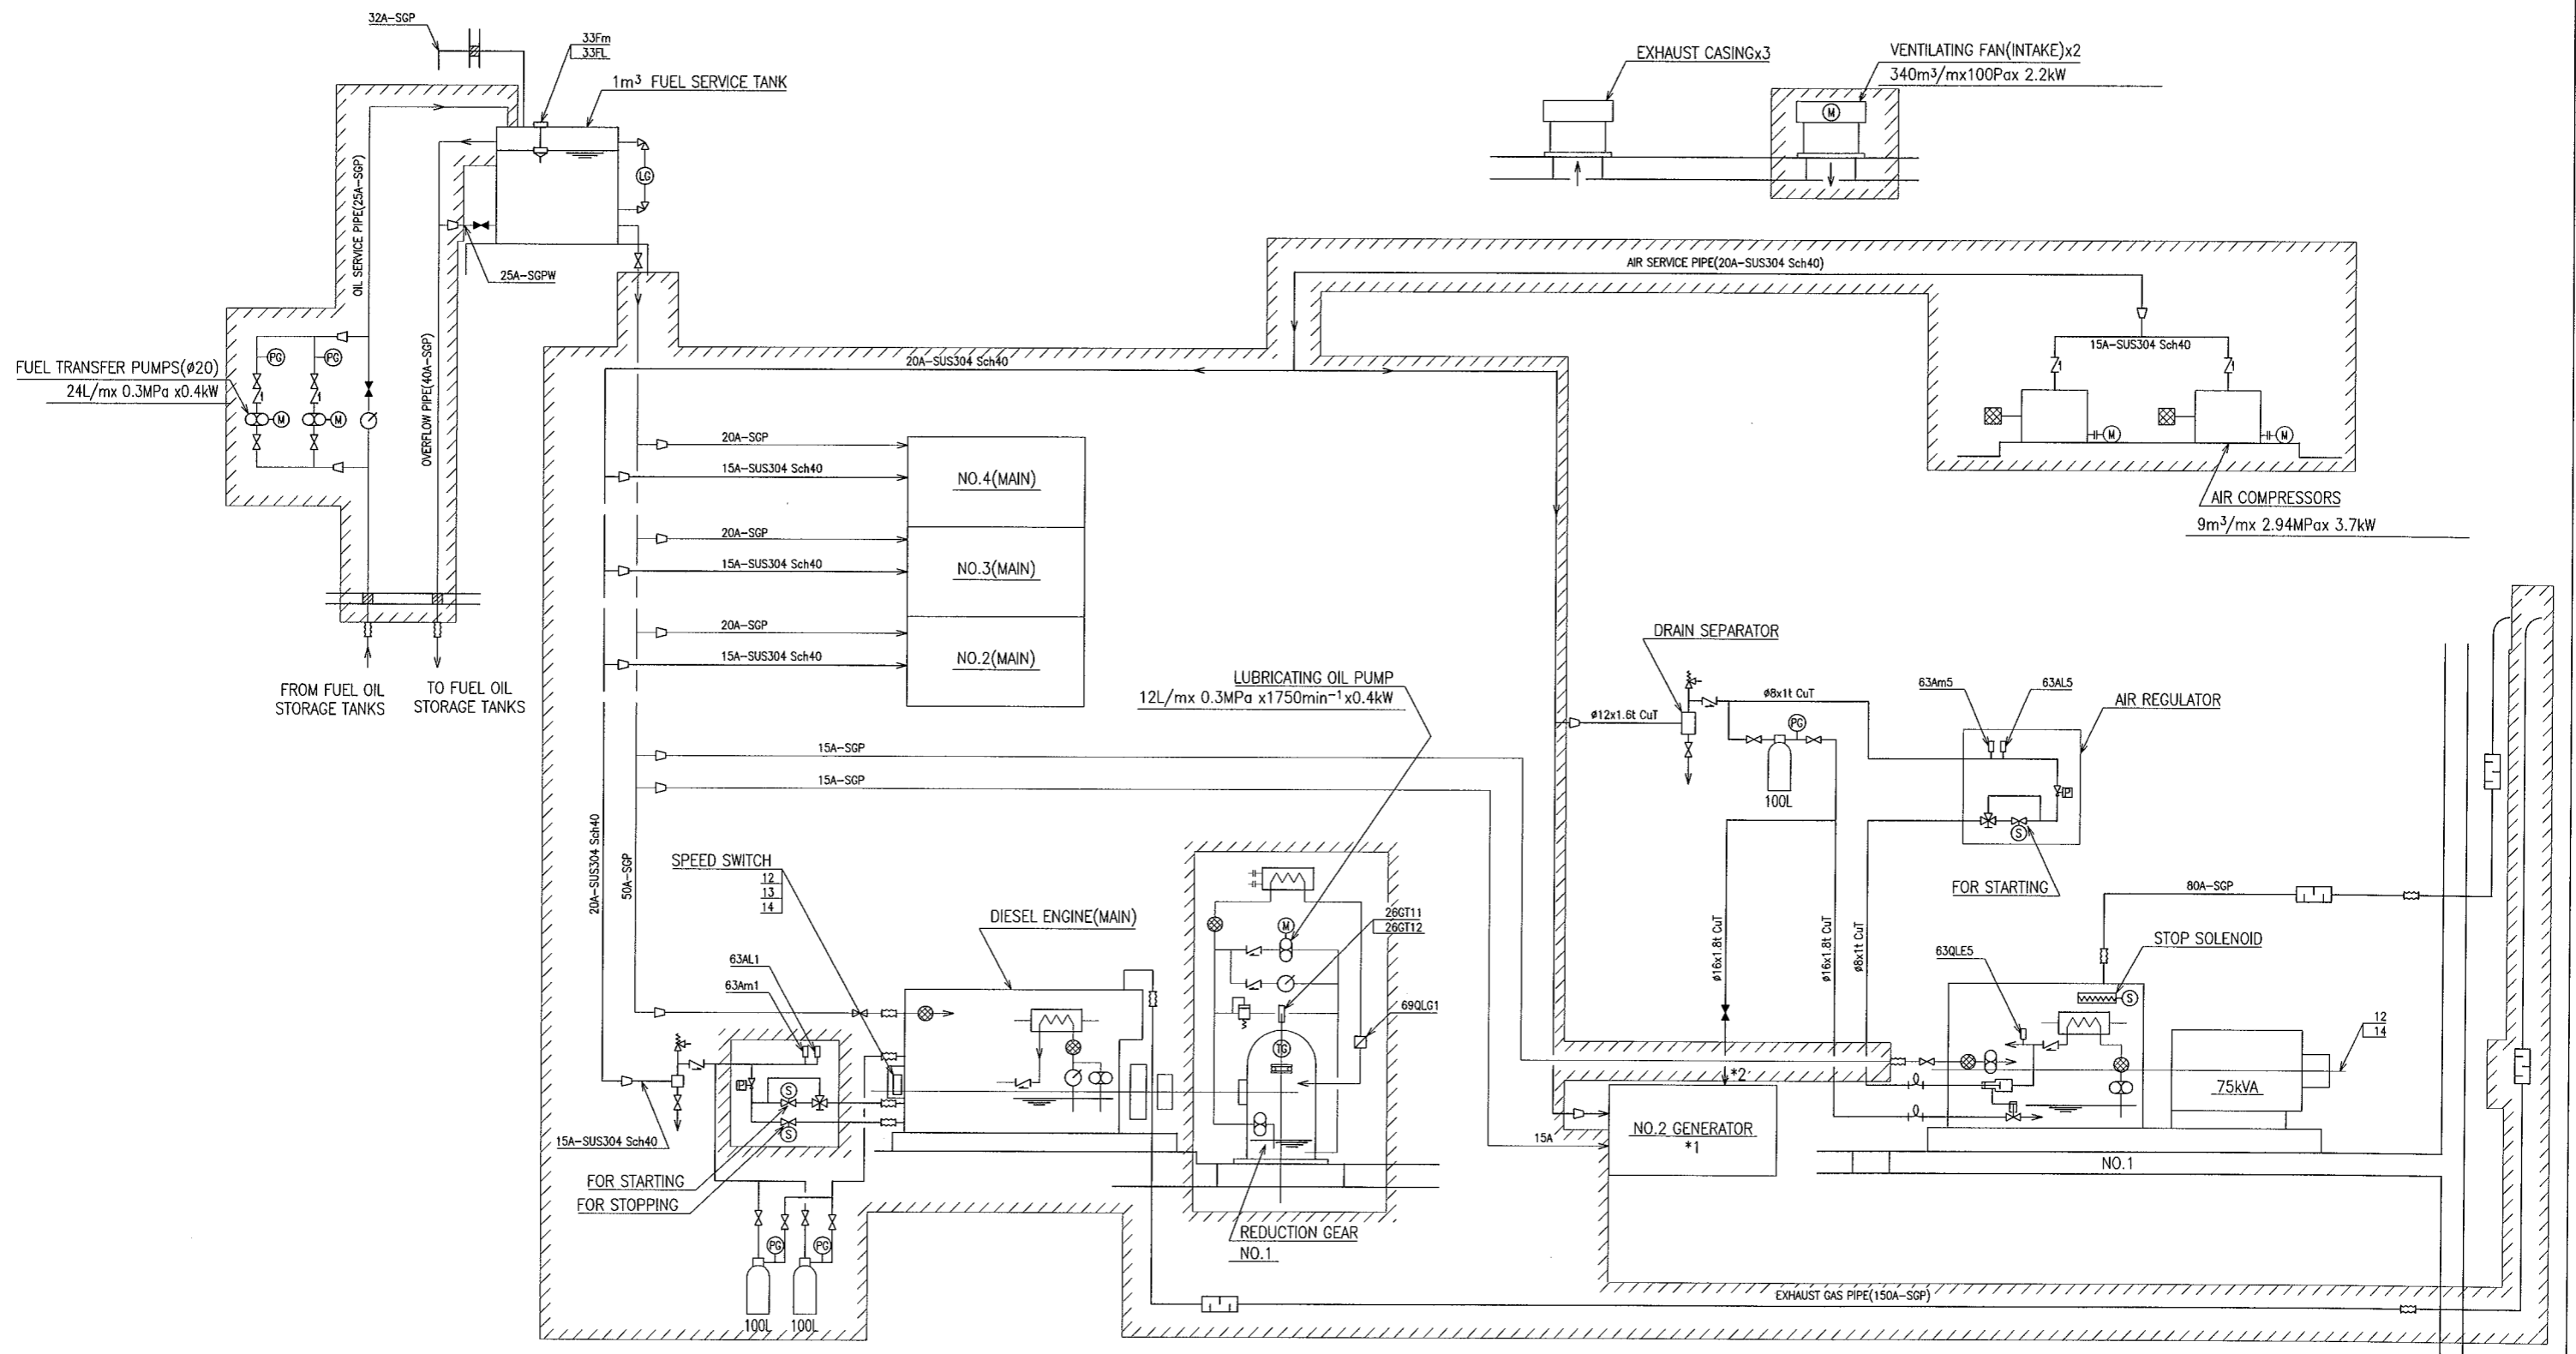 32A-SGP
33Fm
33FL
1m³ FUEL SERVICE TANK
EXHAUST CASINGx3
VENTILATING FAN(INTAKE)x2
340m³/mx100Pax 2.2kW
M
OIL SERVICE PIPE(25A-SGP)
LG
25A-SGPW
OVERFLOW PIPE(40A-SGP)
AIR SERVICE PIPE(20A-SUS304 Sch40)
15A-SUS304 Sch40
M
M
AIR COMPRESSORS
9m³/mx 2.94MPax 3.7kW
PG
PG
FUEL TRANSFER PUMPS(ø20)
24L/mx 0.3MPa x0.4kW
M
M
20A-SUS304 Sch40
20A-SGP
15A-SUS304 Sch40
NO.4(MAIN)
20A-SGP
15A-SUS304 Sch40
NO.3(MAIN)
20A-SGP
15A-SUS304 Sch40
NO.2(MAIN)
FROM FUEL OIL
STORAGE TANKS
TO FUEL OIL
STORAGE TANKS
LUBRICATING OIL PUMP
12L/mx 0.3MPa x1750min⁻¹x0.4kW
DRAIN SEPARATOR
ø12x1.6t CuT
ø8x1t CuT
PG
100L
63Am5
63AL5
AIR REGULATOR
P
S
FOR STARTING
15A-SGP
15A-SGP
20A-SUS304 Sch40
50A-SGP
SPEED SWITCH
12
13
14
DIESEL ENGINE(MAIN)
63AL1
63Am1
M
26GT11
26GT12
69QLG1
TG
ø16x1.8t CuT
ø16x1.8t CuT
ø8x1t CuT
80A-SGP
STOP SOLENOID
63QLE5
S
12
14
75kVA
NO.1
*2
15A
NO.2 GENERATOR
*1
P
S
S
15A-SUS304 Sch40
FOR STARTING
FOR STOPPING
PG
PG
100L
100L
REDUCTION GEAR
NO.1
EXHAUST GAS PIPE(150A-SGP)